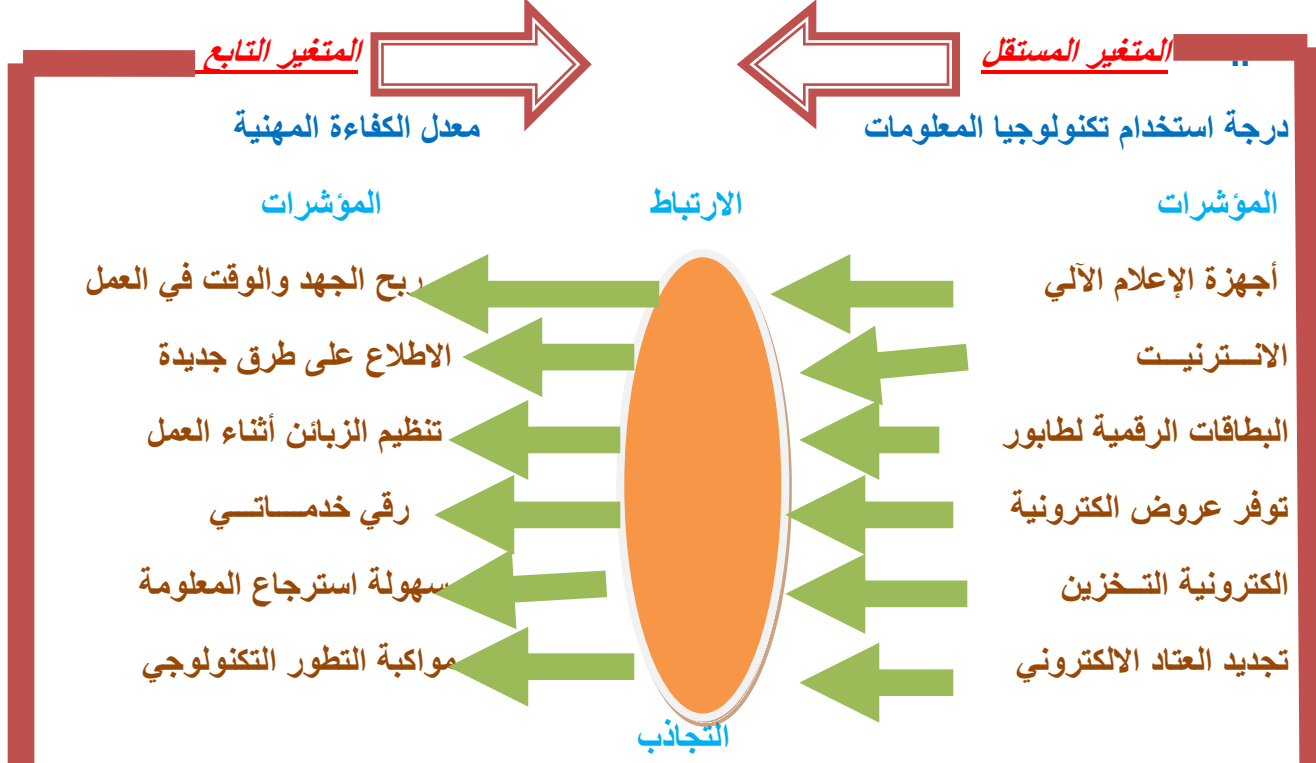 المتغير المستقل المتغير التابع
درجة استخدام تكنولوجيا المعلومات معدل الكفاءة المهنية
المؤشرات الارتباط المؤشرات
أجهزة الإعلام الآلي ربح الجهد والوقت في العمل
الانـــترنيـــت الاطلاع على طرق جديدة
البطاقات الرقمية لطابور تنظيم الزبائن أثناء العمل
توفر عروض الكترونية رقي خدمـــاتـــي
الكترونية التــخزين سهولة استرجاع المعلومة
تجديد العتاد الالكتروني مواكبة التطور التكنولوجي
التجاذب